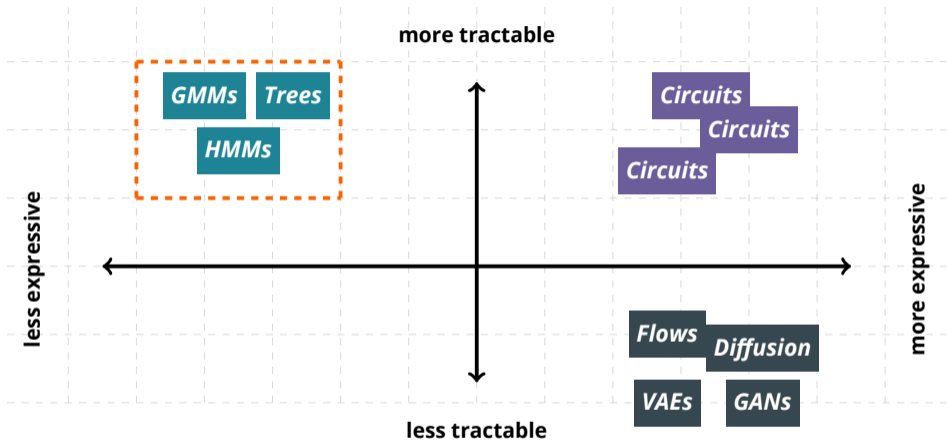 more tractable
GMMs
Trees
HMMs
Circuits
Circuits
Circuits
less expressive
more expressive
Flows
Diffusion
VAEs
GANs
less tractable